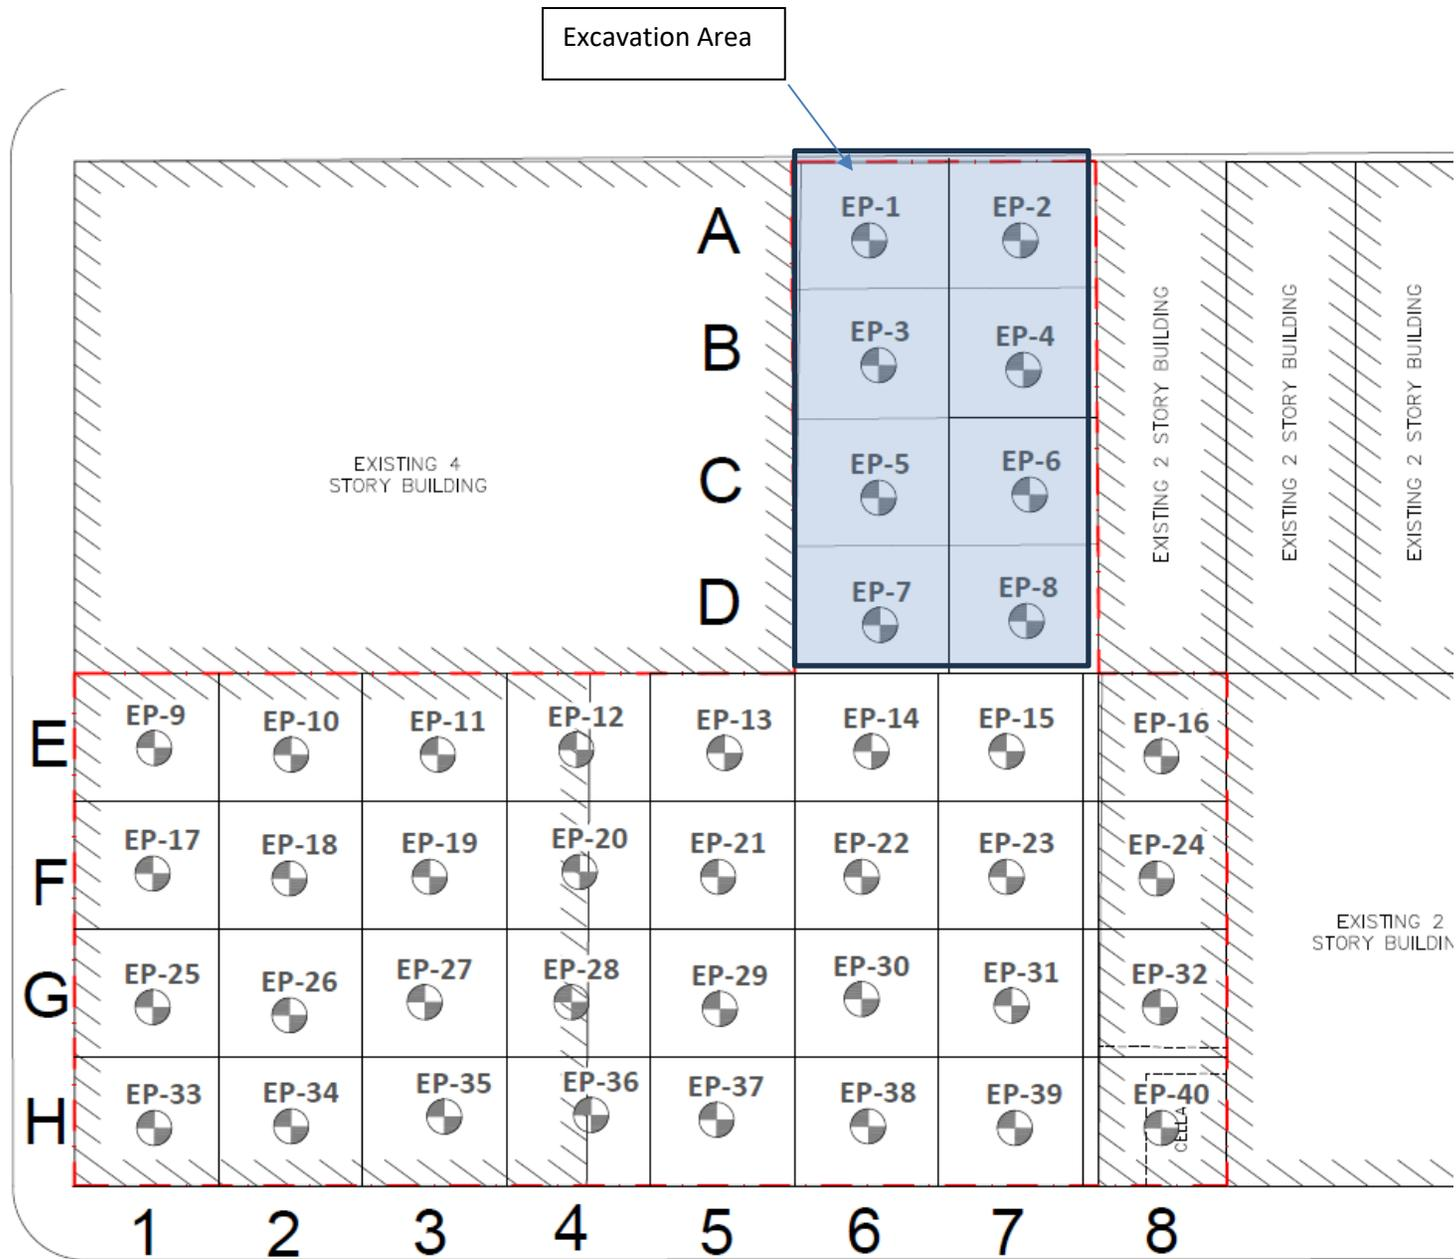 Excavation Area
A
EP-1
EP-2
B
EP-3
EP-4
C
EP-5
EP-6
D
EP-7
EP-8
EXISTING 4
STORY BUILDING
EXISTING 2 STORY BUILDING
EXISTING 2 STORY BUILDING
EXISTING 2 STORY BUILDING
E
EP-9
EP-10
EP-11
EP-12
EP-13
EP-14
EP-15
EP-16
F
EP-17
EP-18
EP-19
EP-20
EP-21
EP-22
EP-23
EP-24
EXISTING 2
STORY BUILDIN
G
EP-25
EP-26
EP-27
EP-28
EP-29
EP-30
EP-31
EP-32
H
EP-33
EP-34
EP-35
EP-36
EP-37
EP-38
EP-39
EP-40
CELLA
1
2
3
4
5
6
7
8